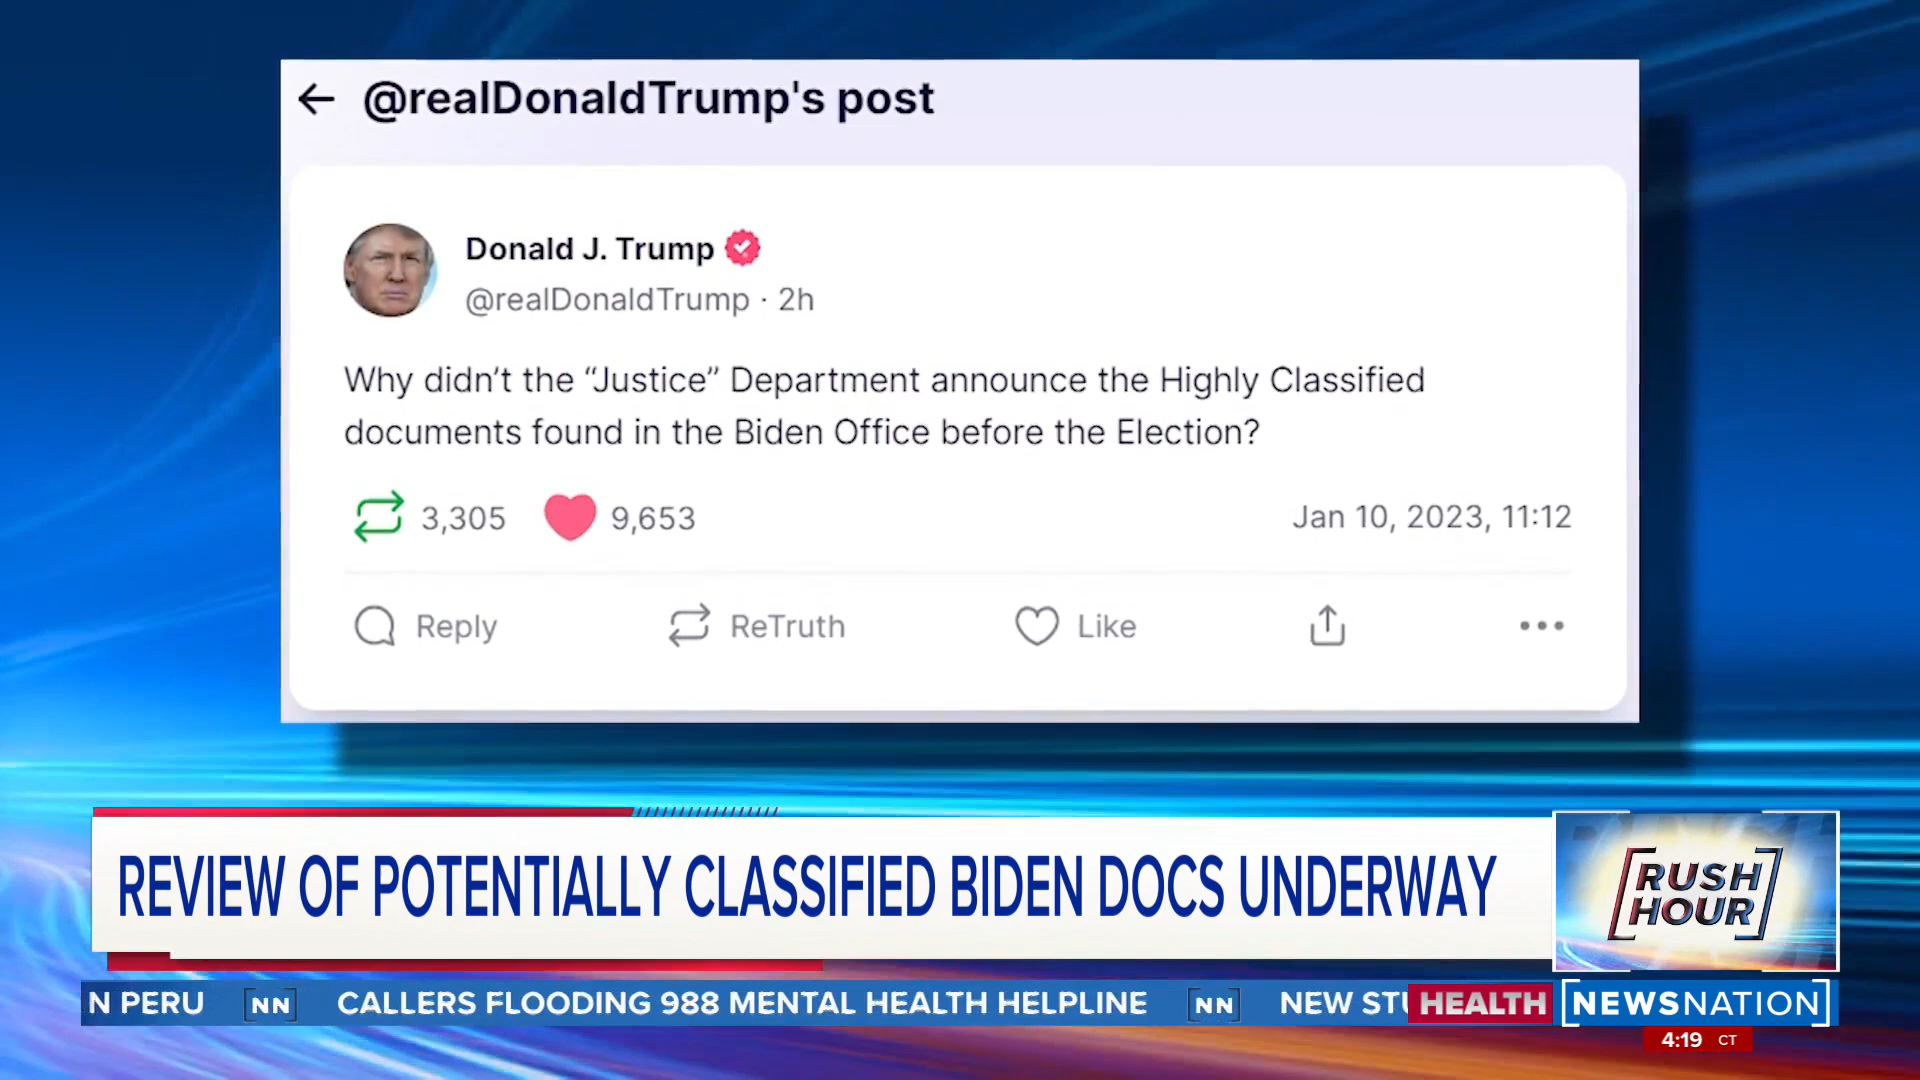 @realDonaldTrump's post
Donald J. Trump
@realDonaldTrump · 2h
Why didn’t the “Justice” Department announce the Highly Classified
documents found in the Biden Office before the Election?
3,305 9,653 Jan 10, 2023, 11:12
Reply ReTruth Like
REVIEW OF POTENTIALLY CLASSIFIED BIDEN DOCS UNDERWAY
RUSH
HOUR
N PERU NN CALLERS FLOODING 988 MENTAL HEALTH HELPLINE NN NEW STU HEALTH NEWSNATION
4:19 CT